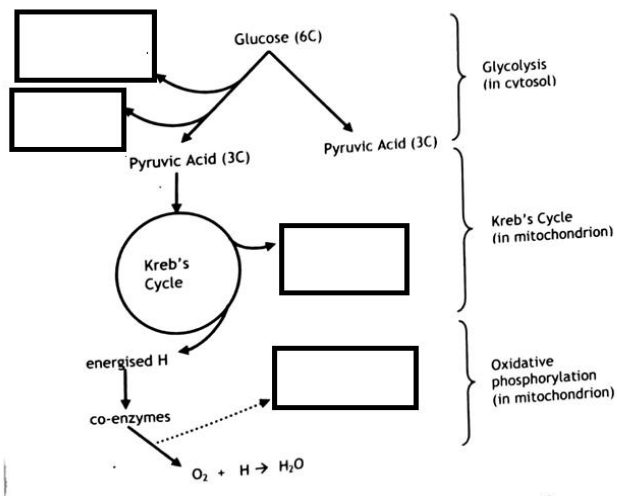 Glucose (6C)
Glycolysis
(in cytosol)
Pyruvic Acid (3C)
Pyruvic Acid (3C)
Kreb's Cycle
(in mitochondrion)
Kreb's
Cycle
energised H
Oxidative
phosphorylation
(in mitochondrion)
co-enzymes
O₂ + H → H₂O